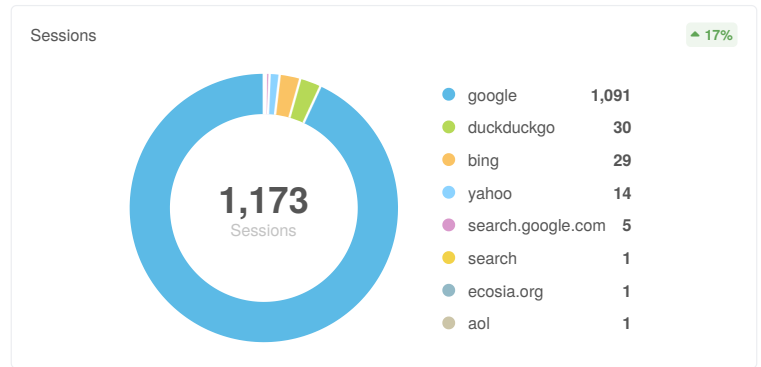 Sessions
17%
1,173
Sessions
google 1,091
duckduckgo 30
bing 29
yahoo 14
search.google.com 5
search 1
ecosia.org 1
aol 1